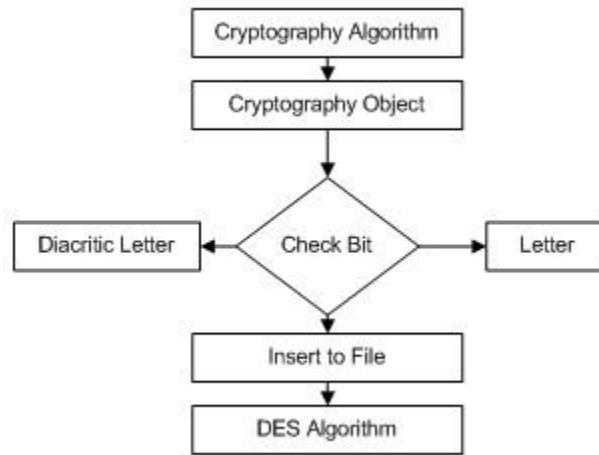 Cryptography Algorithm
Cryptography Object
Diacritic Letter
Check Bit
Letter
Insert to File
DES Algorithm